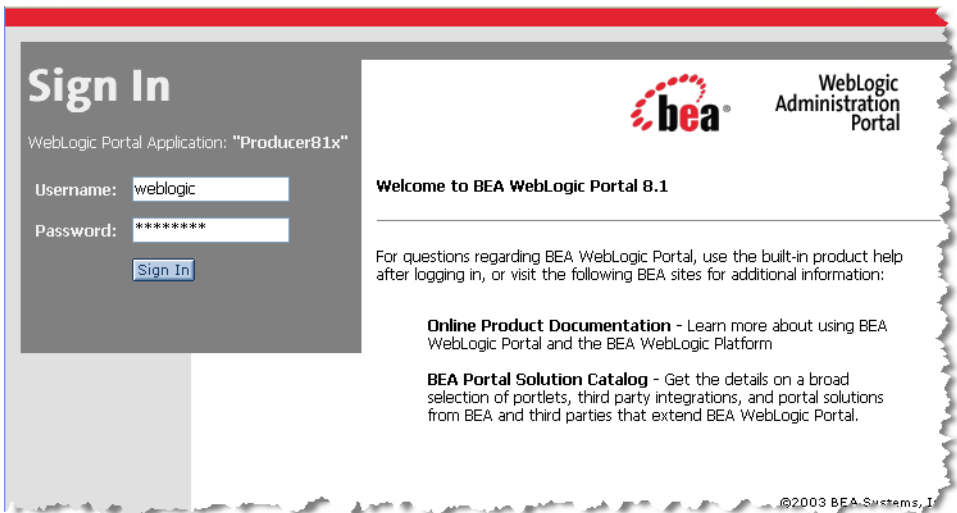 Sign In
WebLogic Portal Application: "Producer81x"
Username: weblogic
Password: ********
Sign In
bea
WebLogic
Administration
Portal
Welcome to BEA WebLogic Portal 8.1
For questions regarding BEA WebLogic Portal, use the built-in product help
after logging in, or visit the following BEA sites for additional information:
Online Product Documentation - Learn more about using BEA
WebLogic Portal and the BEA WebLogic Platform
BEA Portal Solution Catalog - Get the details on a broad
selection of portlets, third party integrations, and portal solutions
from BEA and third parties that extend BEA WebLogic Portal.
©2003 BEA Systems,